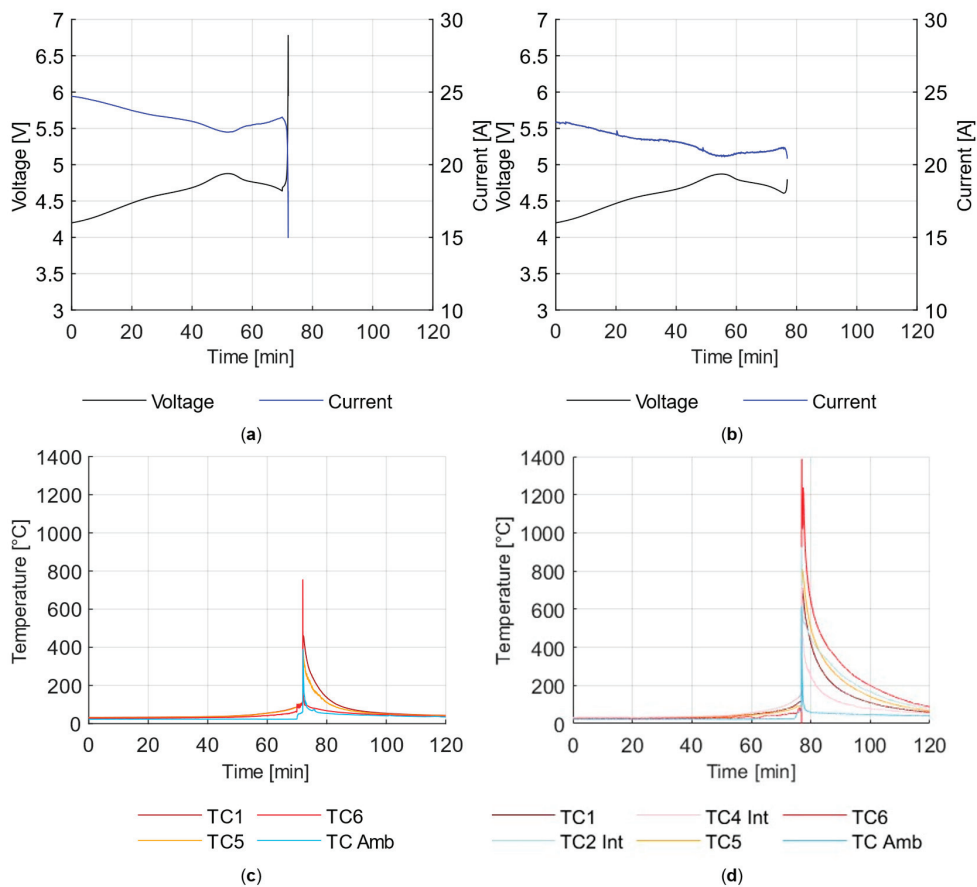 7 30 7 30
6.5 6.5
6 25 6 25
5.5 5.5
5 20 5 20
4.5 4.5
4 15 4 15
3.5 3.5
3 10 3 10
Voltage [V] Current [A] Voltage [V] Current [A]
0 20 40 60 80 100 120 0 20 40 60 80 100 120
Time [min] Time [min]
Voltage Current Voltage Current
(a) (b)
1400 1400
1200 1200
1000 1000
800 800
600 600
400 400
200 200
0 0
Temperature [°C] Temperature [°C]
0 20 40 60 80 100 120 0 20 40 60 80 100 120
Time [min] Time [min]
TC1 TC6 TC1 TC4 Int TC6
TC5 TC Amb TC2 Int TC5 TC Amb
(c) (d)